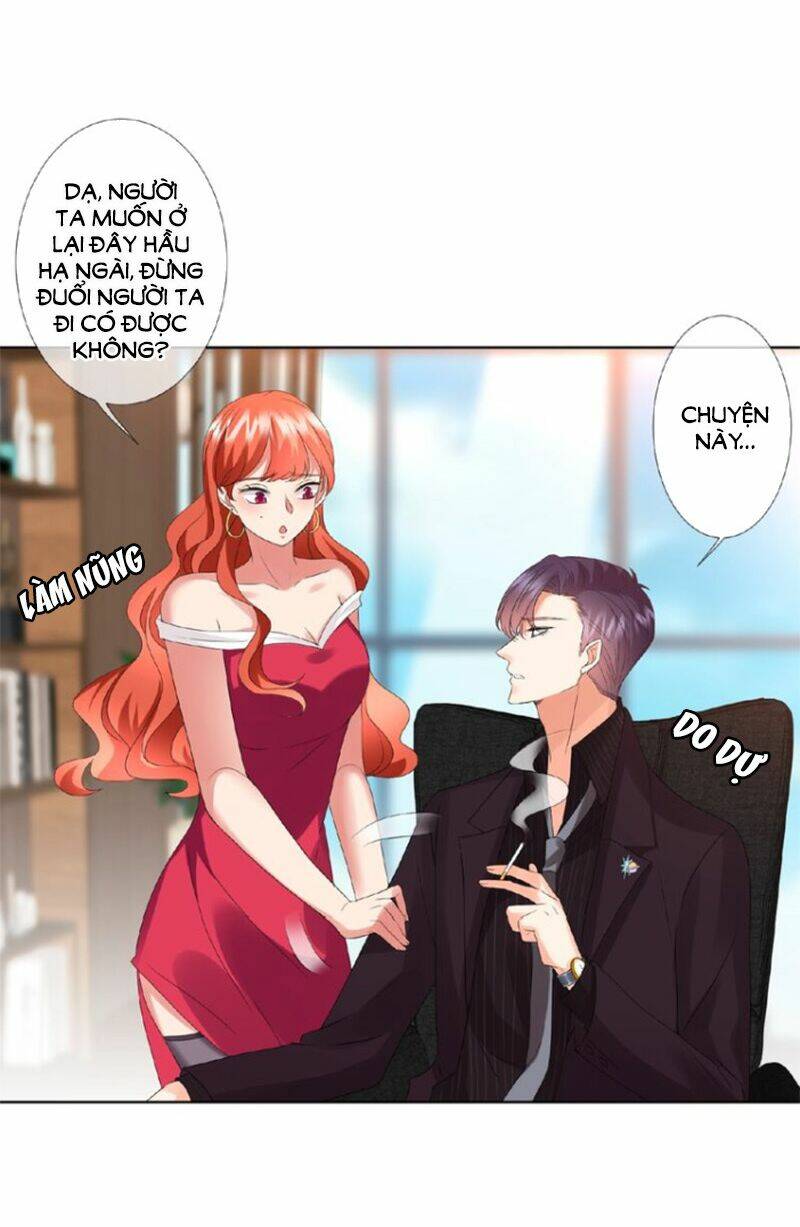 DẠ, NGƯỜI
TA MUỐN Ở
LẠI ĐÂY HẦU
HẠ NGÀI, ĐỪNG
ĐUỔI NGƯỜI TA
ĐI CÓ ĐƯỢC
KHÔNG?
CHUYỆN
NÀY...
LÀM NŨNG
DO DỰ